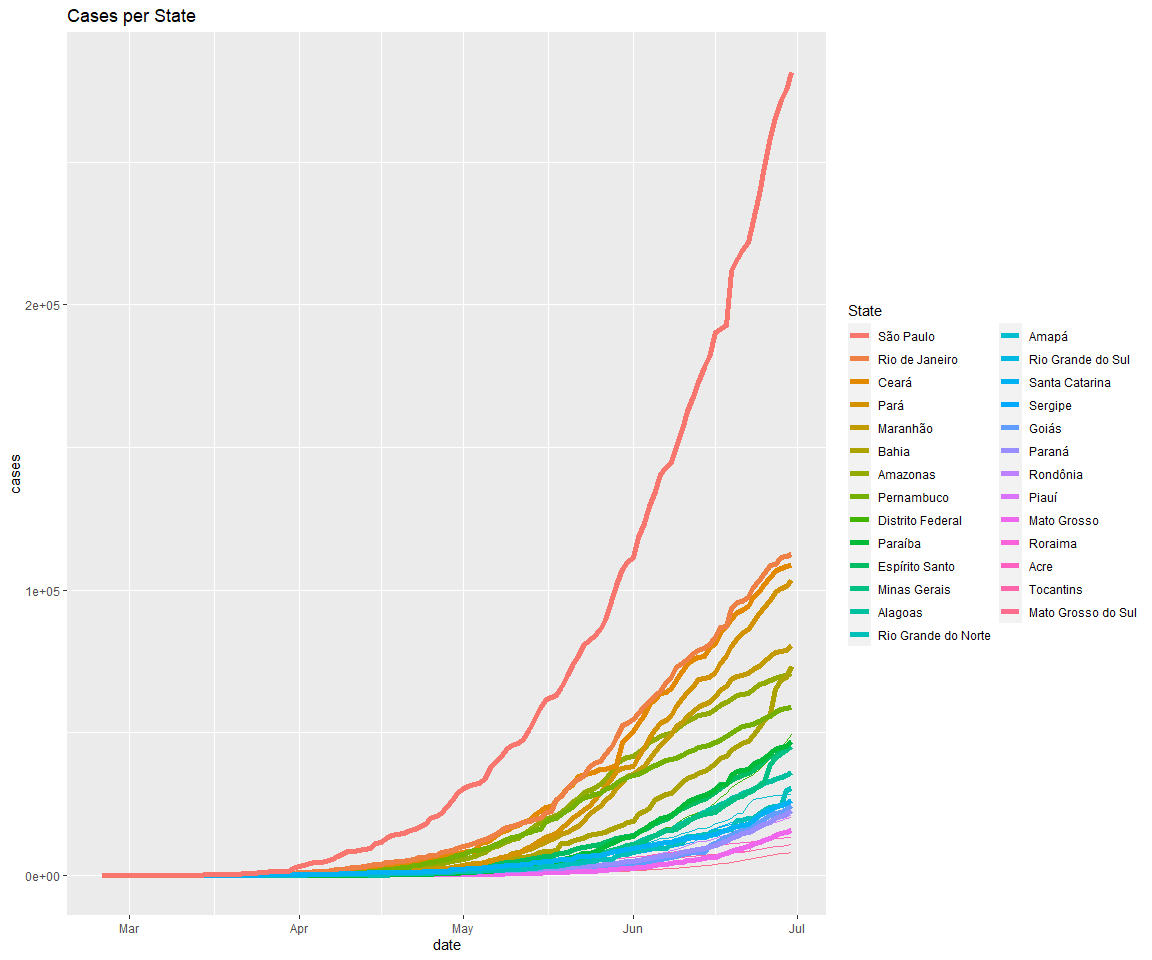 Cases per State
cases
2e+05
1e+05
0e+00
Mar Apr May Jun Jul
date
State
São Paulo
Rio de Janeiro
Ceará
Pará
Maranhão
Bahia
Amazonas
Pernambuco
Distrito Federal
Paraíba
Espírito Santo
Minas Gerais
Alagoas
Rio Grande do Norte
Amapá
Rio Grande do Sul
Santa Catarina
Sergipe
Goiás
Paraná
Rondônia
Piauí
Mato Grosso
Roraima
Acre
Tocantins
Mato Grosso do Sul